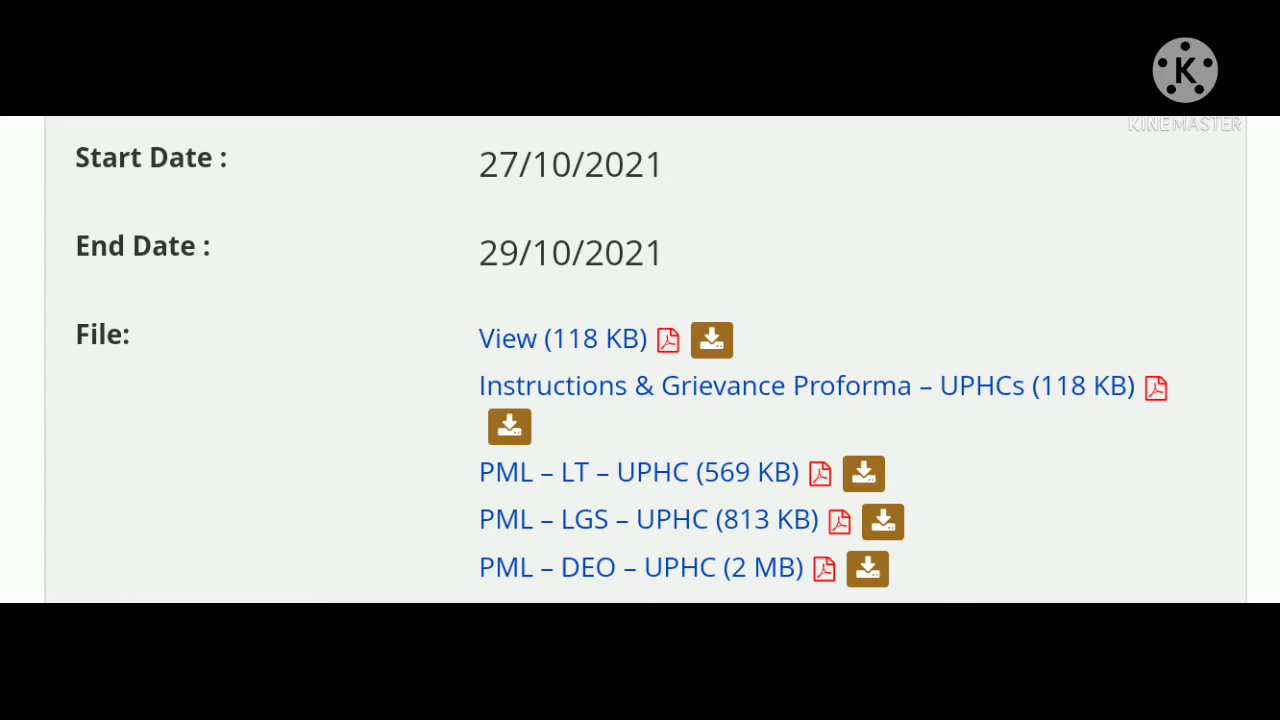 K
KINEMASTER
Start Date :
27/10/2021
End Date :
29/10/2021
File:
View (118 KB)
Instructions & Grievance Proforma – UPHCs (118 KB)
PML – LT – UPHC (569 KB)
PML – LGS – UPHC (813 KB)
PML – DEO – UPHC (2 MB)